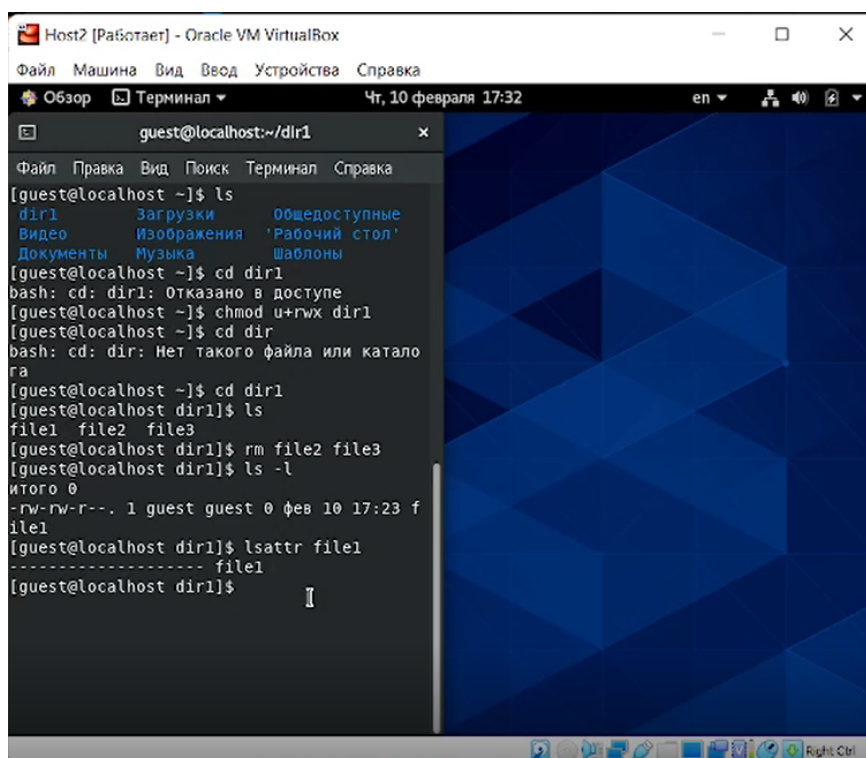 Host2 [Работает] - Oracle VM VirtualBox
Файл Машина Вид Ввод Устройства Справка
Обзор Терминал Чт, 10 февраля 17:32 en
guest@localhost:~/dir1 ×
Файл Правка Вид Поиск Терминал Справка
[guest@localhost ~]$ ls
dir1 Загрузки Общедоступные
Видео Изображения 'Рабочий стол'
Документы Музыка Шаблоны
[guest@localhost ~]$ cd dir1
bash: cd: dir1: Отказано в доступе
[guest@localhost ~]$ chmod u+rwx dir1
[guest@localhost ~]$ cd dir
bash: cd: dir: Нет такого файла или катало
га
[guest@localhost ~]$ cd dir1
[guest@localhost dir1]$ ls
file1 file2 file3
[guest@localhost dir1]$ rm file2 file3
[guest@localhost dir1]$ ls -l
итого 0
-rw-rw-r--. 1 guest guest 0 фев 10 17:23 f
ile1
[guest@localhost dir1]$ lsattr file1
-------------------- file1
[guest@localhost dir1]$
Right Ctrl